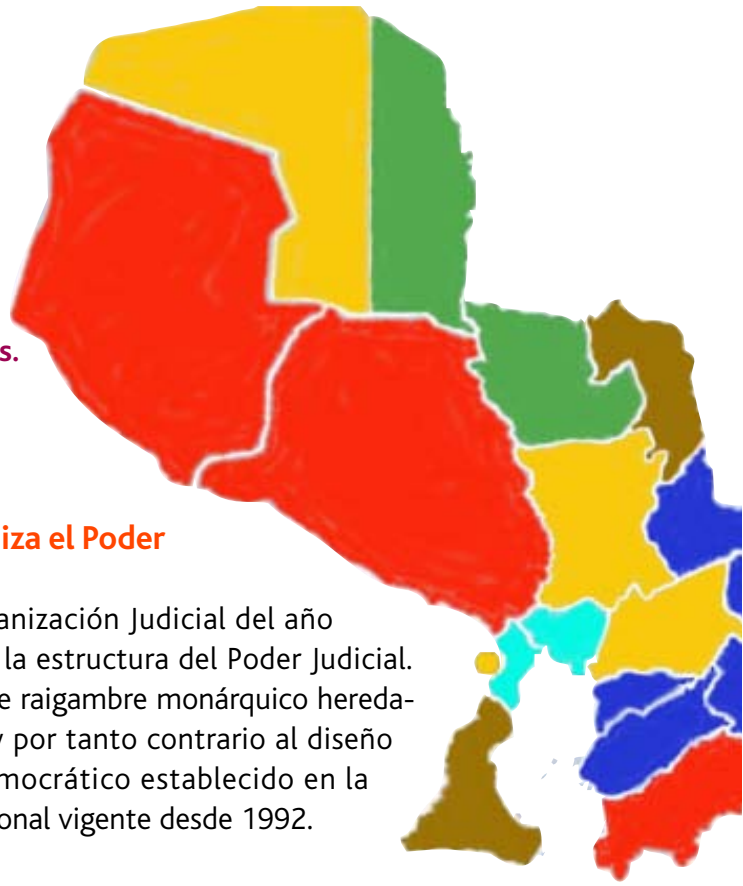 s.
iza el Poder
anización Judicial del año
la estructura del Poder Judicial.
e raigambre monárquico hereda-
y por tanto contrario al diseño
mocrático establecido en la
onal vigente desde 1992.